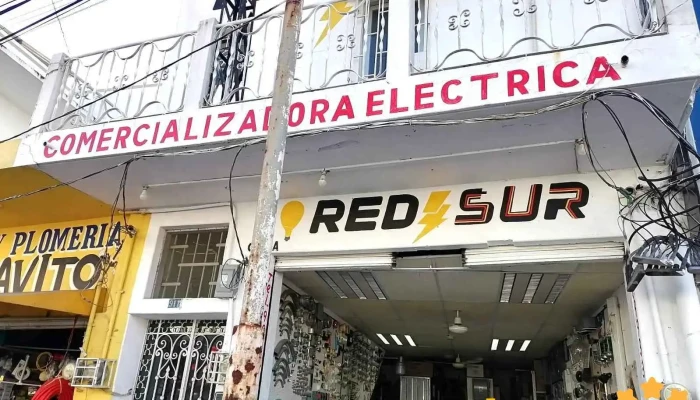 COMERCIALIZADORA ELECTRICA
RED SUR
Y PLOMERIA
AVITO